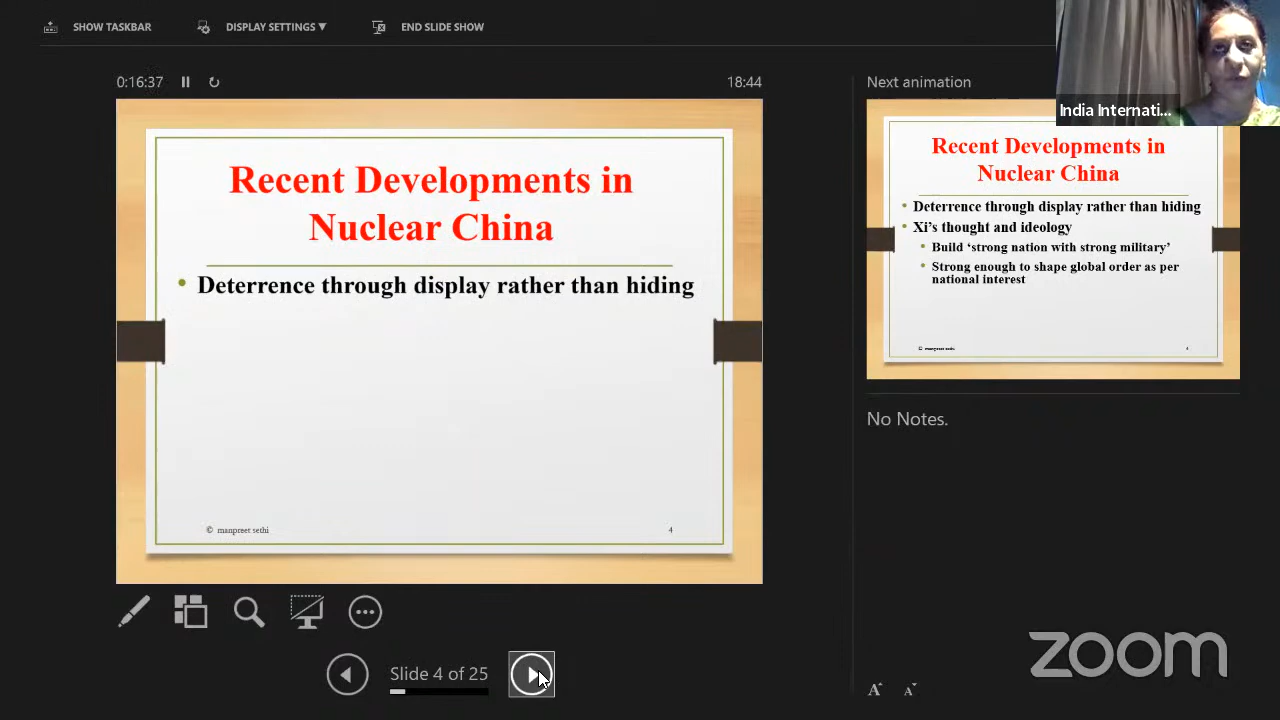 SHOW TASKBAR
DISPLAY SETTINGS ▼
END SLIDE SHOW
0:16:37
18:44
Next animation
India Internati...
Recent Developments in
Nuclear China
• Deterrence through display rather than hiding
© manpreet sethi
4
Recent Developments in
Nuclear China
• Deterrence through display rather than hiding
• Xi’s thought and ideology
• Build ‘strong nation with strong military’
• Strong enough to shape global order as per
national interest
© manpreet sethi
4
No Notes.
Slide 4 of 25
A A
zoom